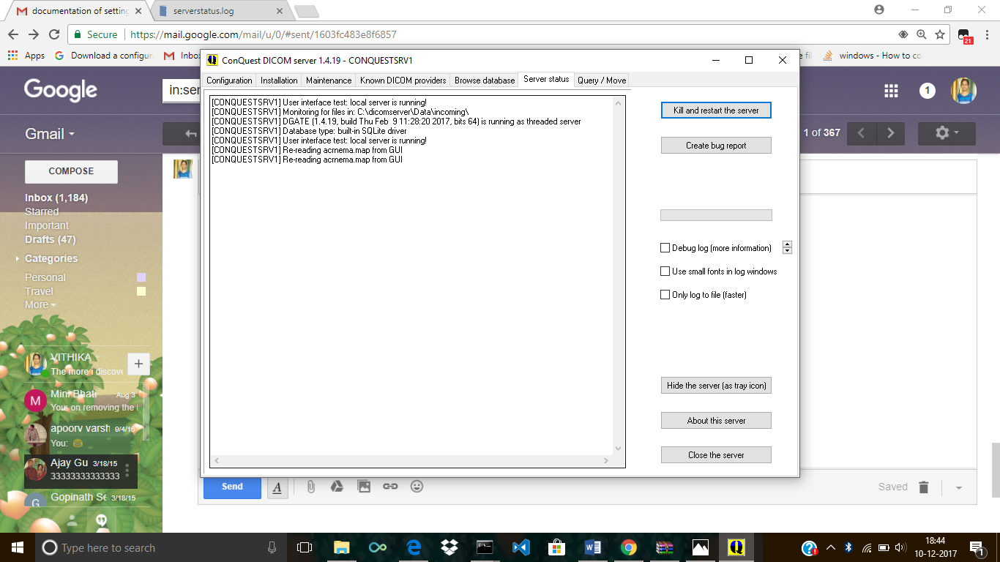 documentation of setting
serverstatus.log
Secure
https://mail.google.com/mail/u/0/#sent/1603fc483e8f6857
21
Apps
Download a configur
Inbo
e file
windows - How to co
ConQuest DICOM server 1.4.19 - CONQUESTSRV1
Configuration
Installation
Maintenance
Known DICOM providers
Browse database
Server status
Query / Move
[CONQUESTSRV1] User interface test: local server is running!
[CONQUESTSRV1] Monitoring for files in: C:\dicomserver\Data\incoming\
[CONQUESTSRV1] DGATE (1.4.19, build Thu Feb 9 11:28:20 2017, bits 64) is running as threaded server
[CONQUESTSRV1] Database type: built-in SQLite driver
[CONQUESTSRV1] User interface test: local server is running!
[CONQUESTSRV1] Re-reading acrnema.map from GUI
[CONQUESTSRV1] Re-reading acrnema.map from GUI
Kill and restart the server
Create bug report
Debug log (more information)
Use small fonts in log windows
Only log to file (faster)
Hide the server (as tray icon)
About this server
Close the server
Google
in:sen
1
Gmail
1 of 367
COMPOSE
Inbox (1,184)
Starred
Important
Drafts (47)
Categories
Personal
Travel
More
VITHIKA
The more i discove
M
Mini Bhati
Aug 3
Your on removing the i
apoorv varsh
9/4/16
You:
Ajay Gu
3/18/15
33333333333333
G
Gopinath Se
3/18/15
Send
A
Saved
Type here to search
18:44
10-12-2017
1